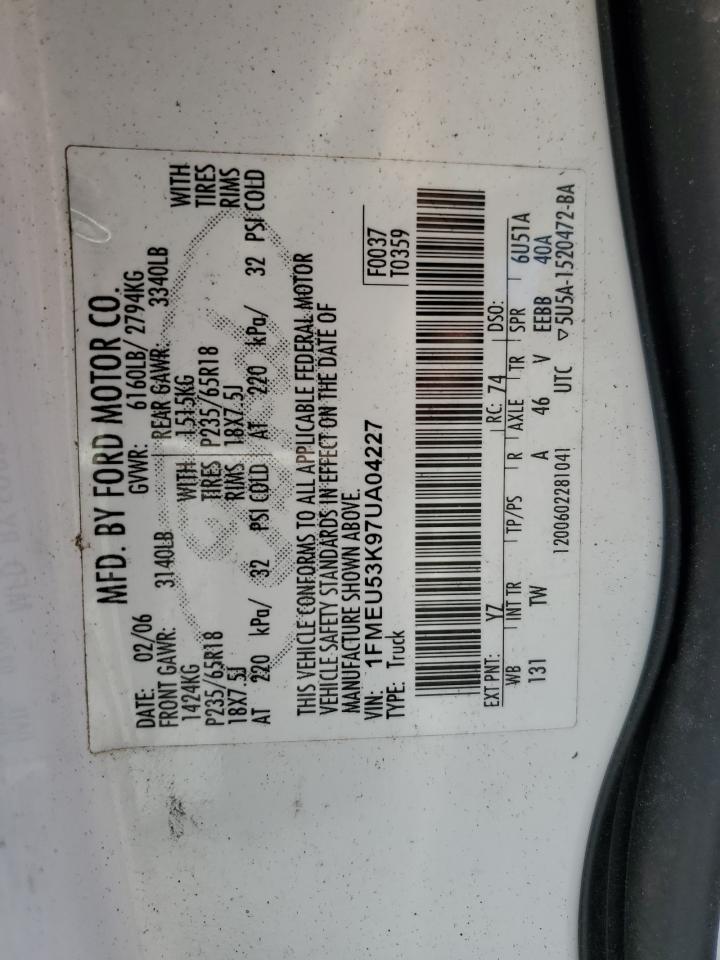 MFD. BY FORD MOTOR CO.
DATE: 02/06 GVWR: 6160LB/ 2794KG
FRONT GAWR: 3140LB REAR GAWR: 3340LB
1424KG WITH 1515KG WITH
P235/65R18 TIRES P235/65R18 TIRES
18X7.5J RIMS 18X7.5J RIMS
AT 220 kPa/ 32 PSI COLD AT 220 kPa/ 32 PSI COLD
THIS VEHICLE CONFORMS TO ALL APPLICABLE FEDERAL MOTOR
VEHICLE SAFETY STANDARDS IN EFFECT ON THE DATE OF
MANUFACTURE SHOWN ABOVE.
VIN: 1FMEU53K97UA04227 F0037
TYPE: Truck T0359
EXT PNT: YZ RC: 74 DSO:
WB INT TR TP/PS R AXLE TR SPR 6U51A
131 TW A 46 V EEBB 40A
1200602281041 UTC ▽5U5A-1520472-BA